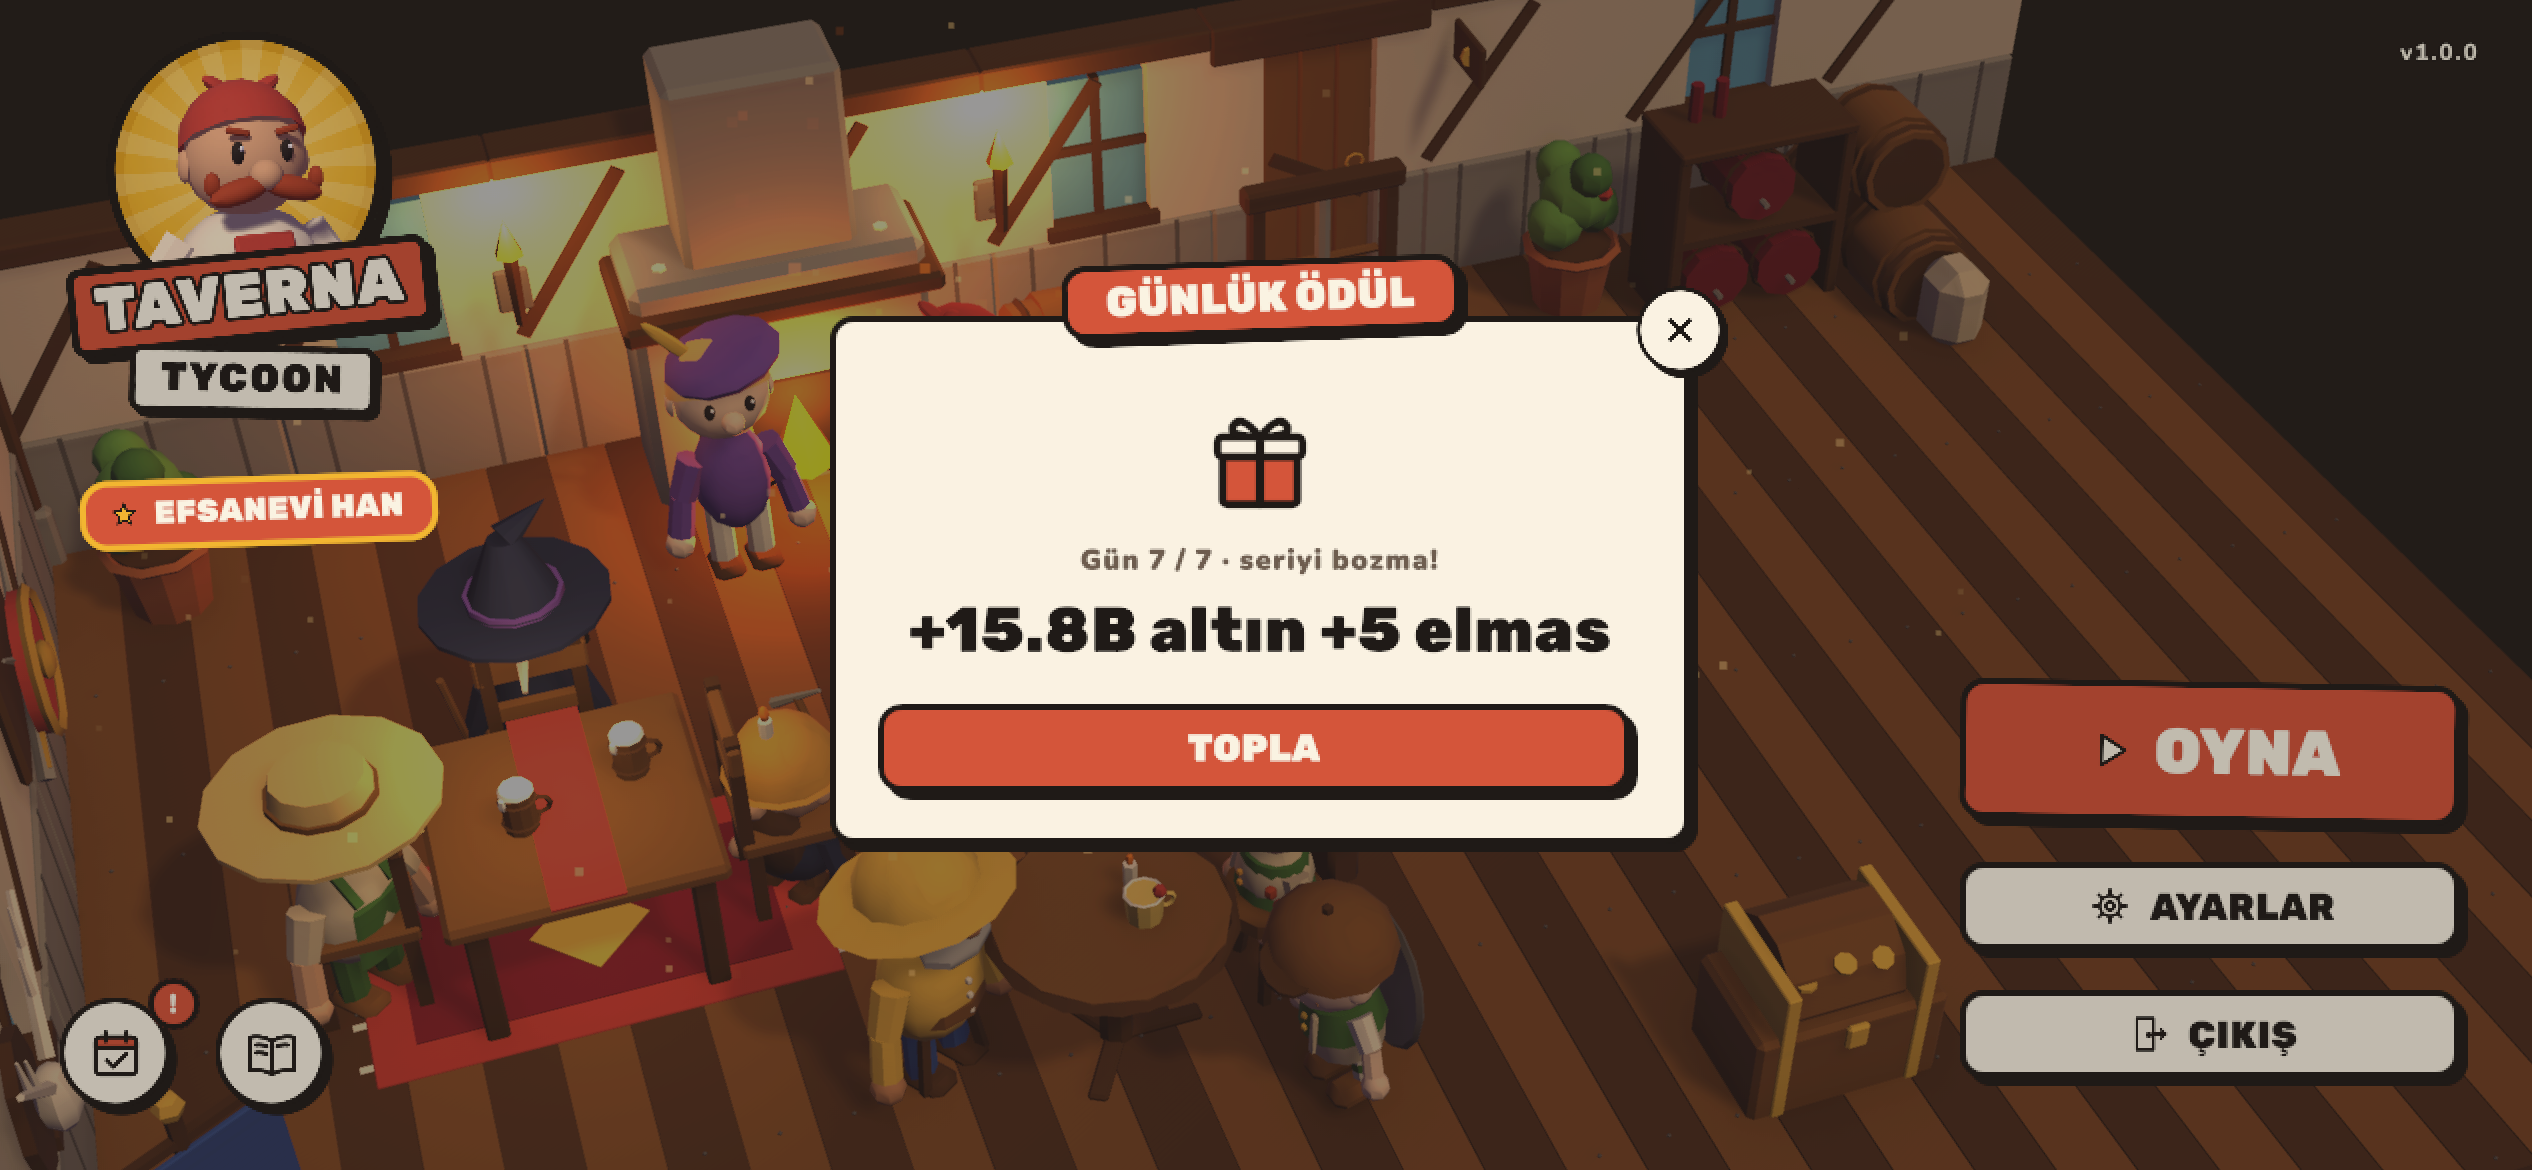 v1.0.0
TAVERNA
TYCOON
EFSANEVİ HAN
GÜNLÜK ÖDÜL
Gün 7 / 7 · seriyi bozma!
+15.8B altın +5 elmas
TOPLA
OYNA
AYARLAR
ÇIKIŞ
!